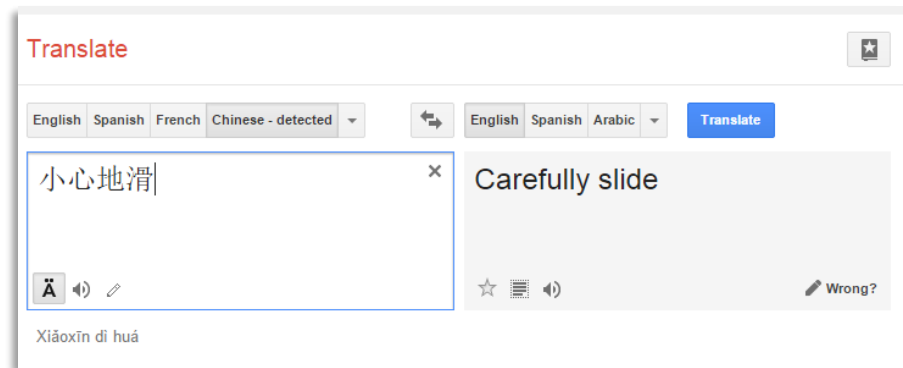 Translate
English Spanish French Chinese - detected English Spanish Arabic Translate
小心地滑 Carefully slide
Ä Wrong?
Xiǎoxīn dì huá